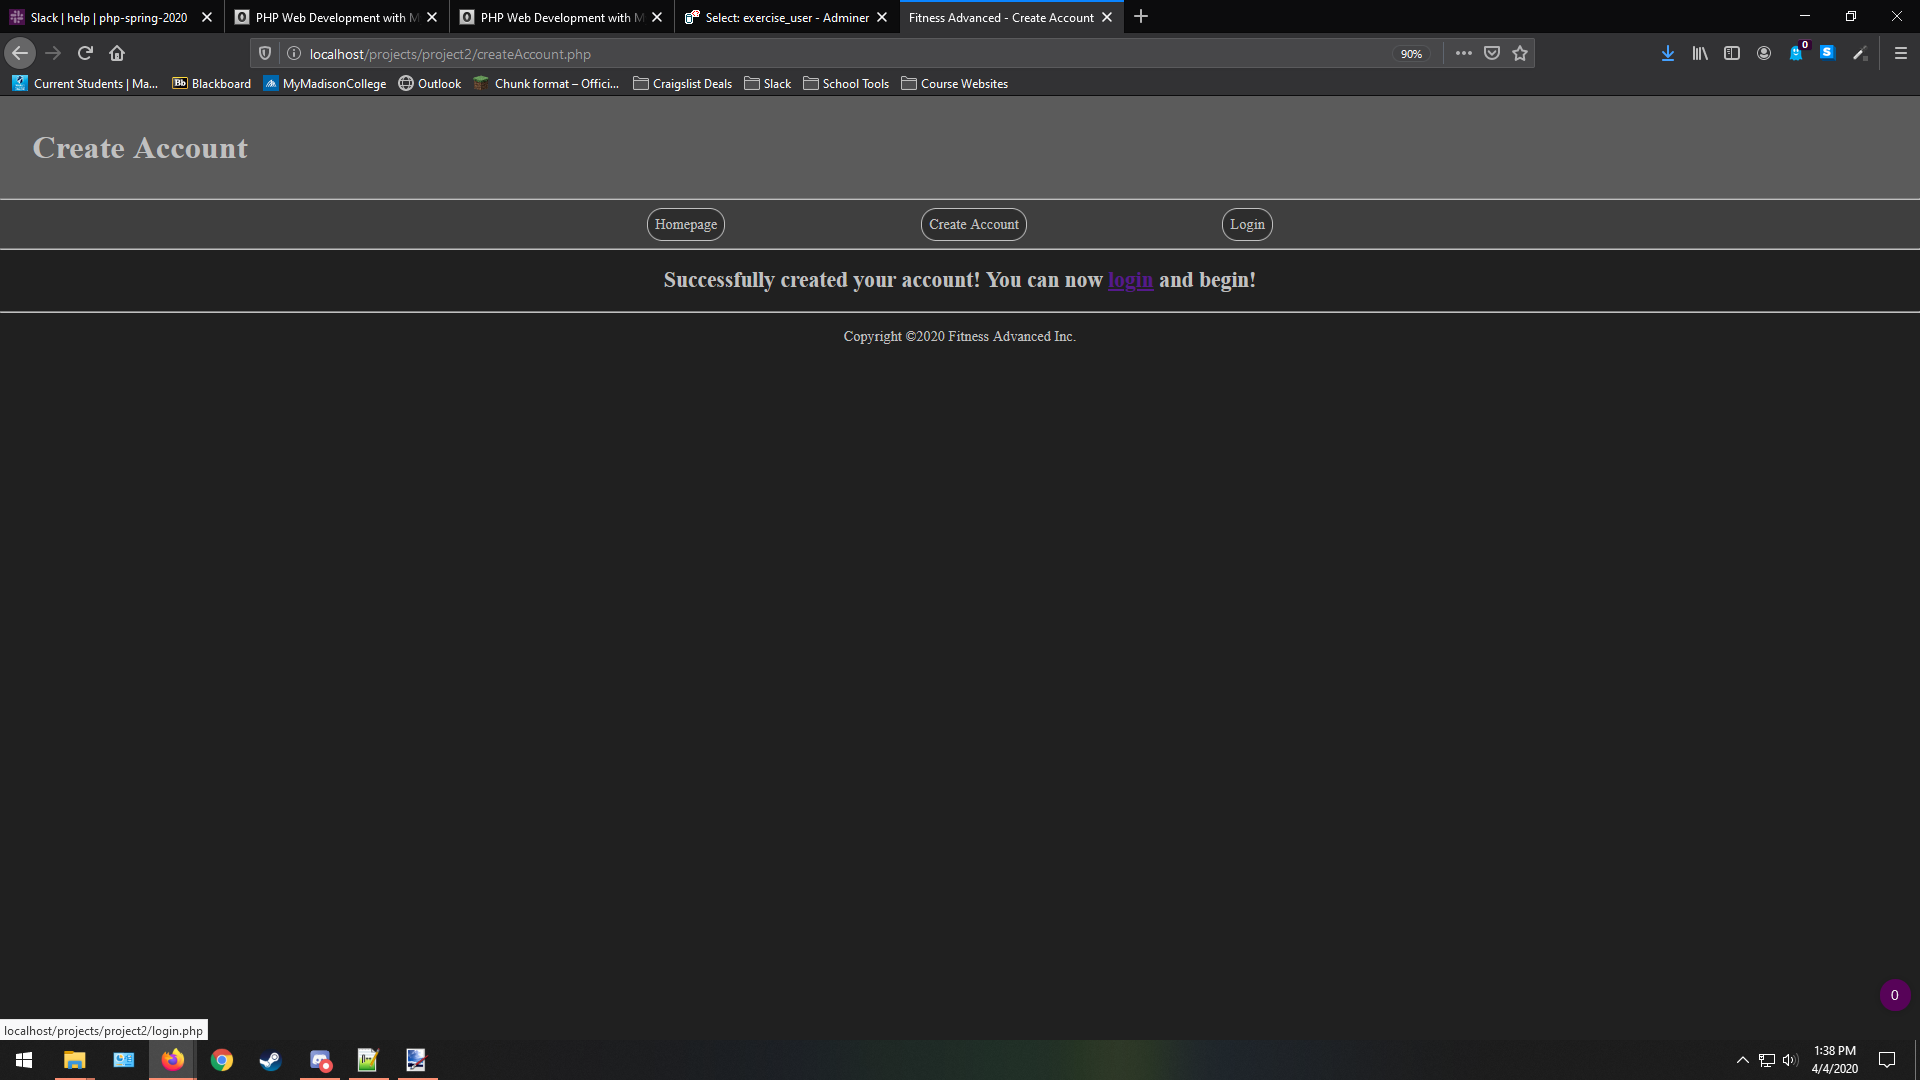 Slack | help | php-spring-2020
PHP Web Development with M
PHP Web Development with M
Select: exercise_user - Adminer
Fitness Advanced - Create Account
localhost/projects/project2/createAccount.php
90%
0
S
Current Students | Ma...
Bb Blackboard
MyMadisonCollege
Outlook
Chunk format – Offici...
Craigslist Deals
Slack
School Tools
Course Websites
Create Account
Homepage
Create Account
Login
Successfully created your account! You can now login and begin!
Copyright ©2020 Fitness Advanced Inc.
0
localhost/projects/project2/login.php
1:38 PM
4/4/2020